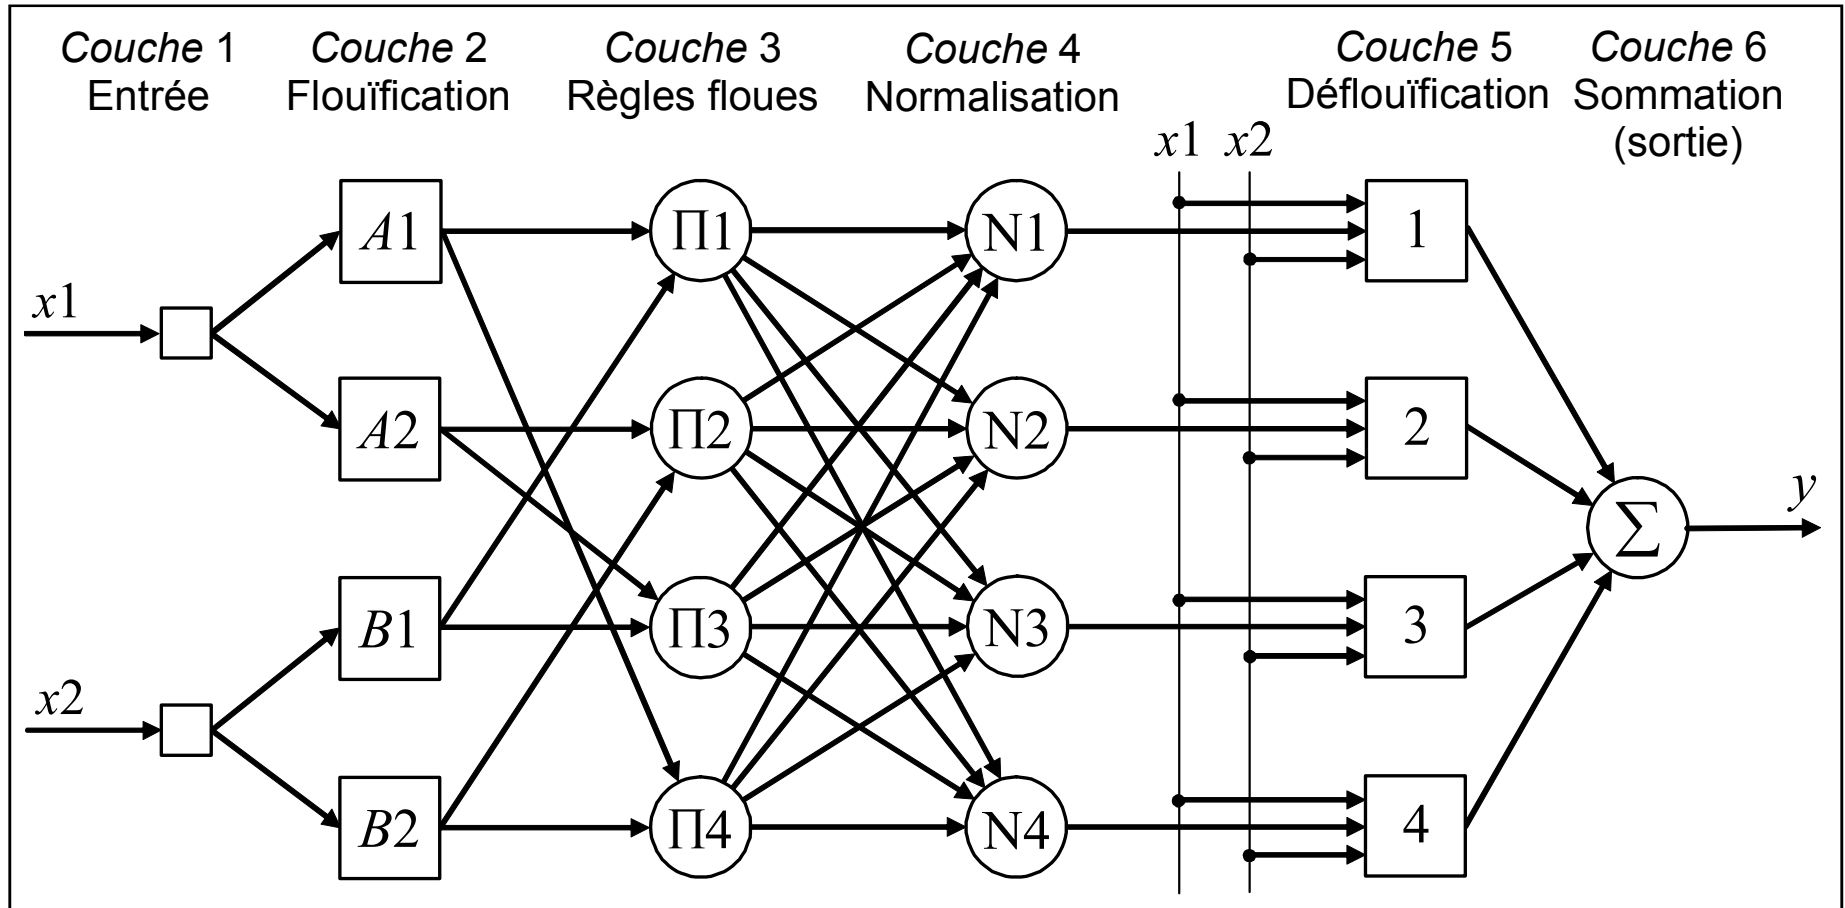 Couche 1
Entrée
Couche 2
Flouïfication
Couche 3
Règles floues
Couche 4
Normalisation
Couche 5
Déflouïfication
Couche 6
Sommation
(sortie)
x1 x2
A1 Π1 N1 1
x1
A2 Π2 N2 2
y
Σ
B1 Π3 N3 3
x2
B2 Π4 N4 4